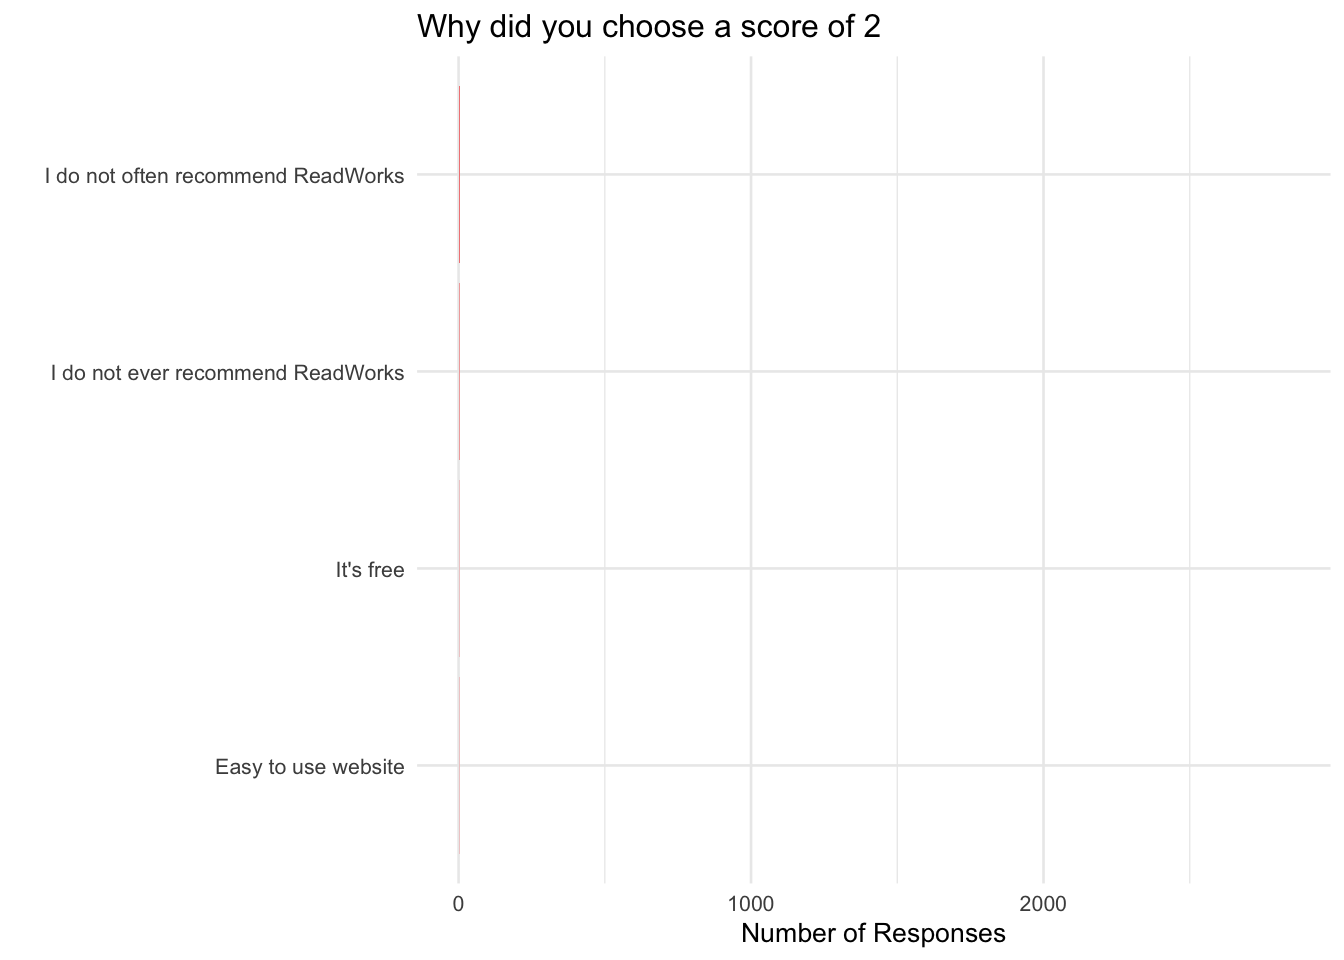 Why did you choose a score of 2
I do not often recommend ReadWorks
I do not ever recommend ReadWorks
It's free
Easy to use website
0 1000 2000
Number of Responses